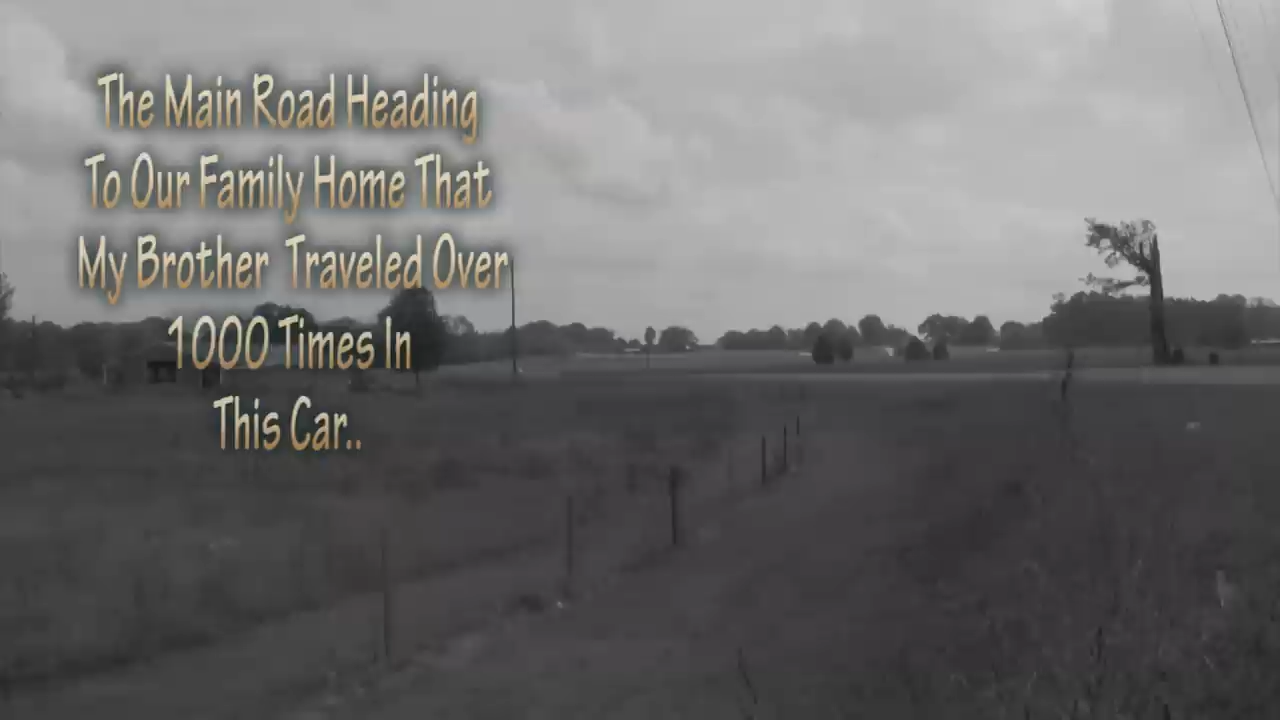 The Main Road Heading
To Our Family Home That
My Brother Traveled Over
1000 Times In
This Car..